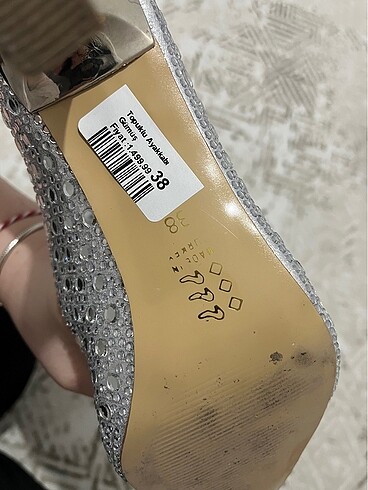 Topuklu Ayakkabı
Gümüş
Fiyat :1.499.99
38
38
MADE IN
TURKEY